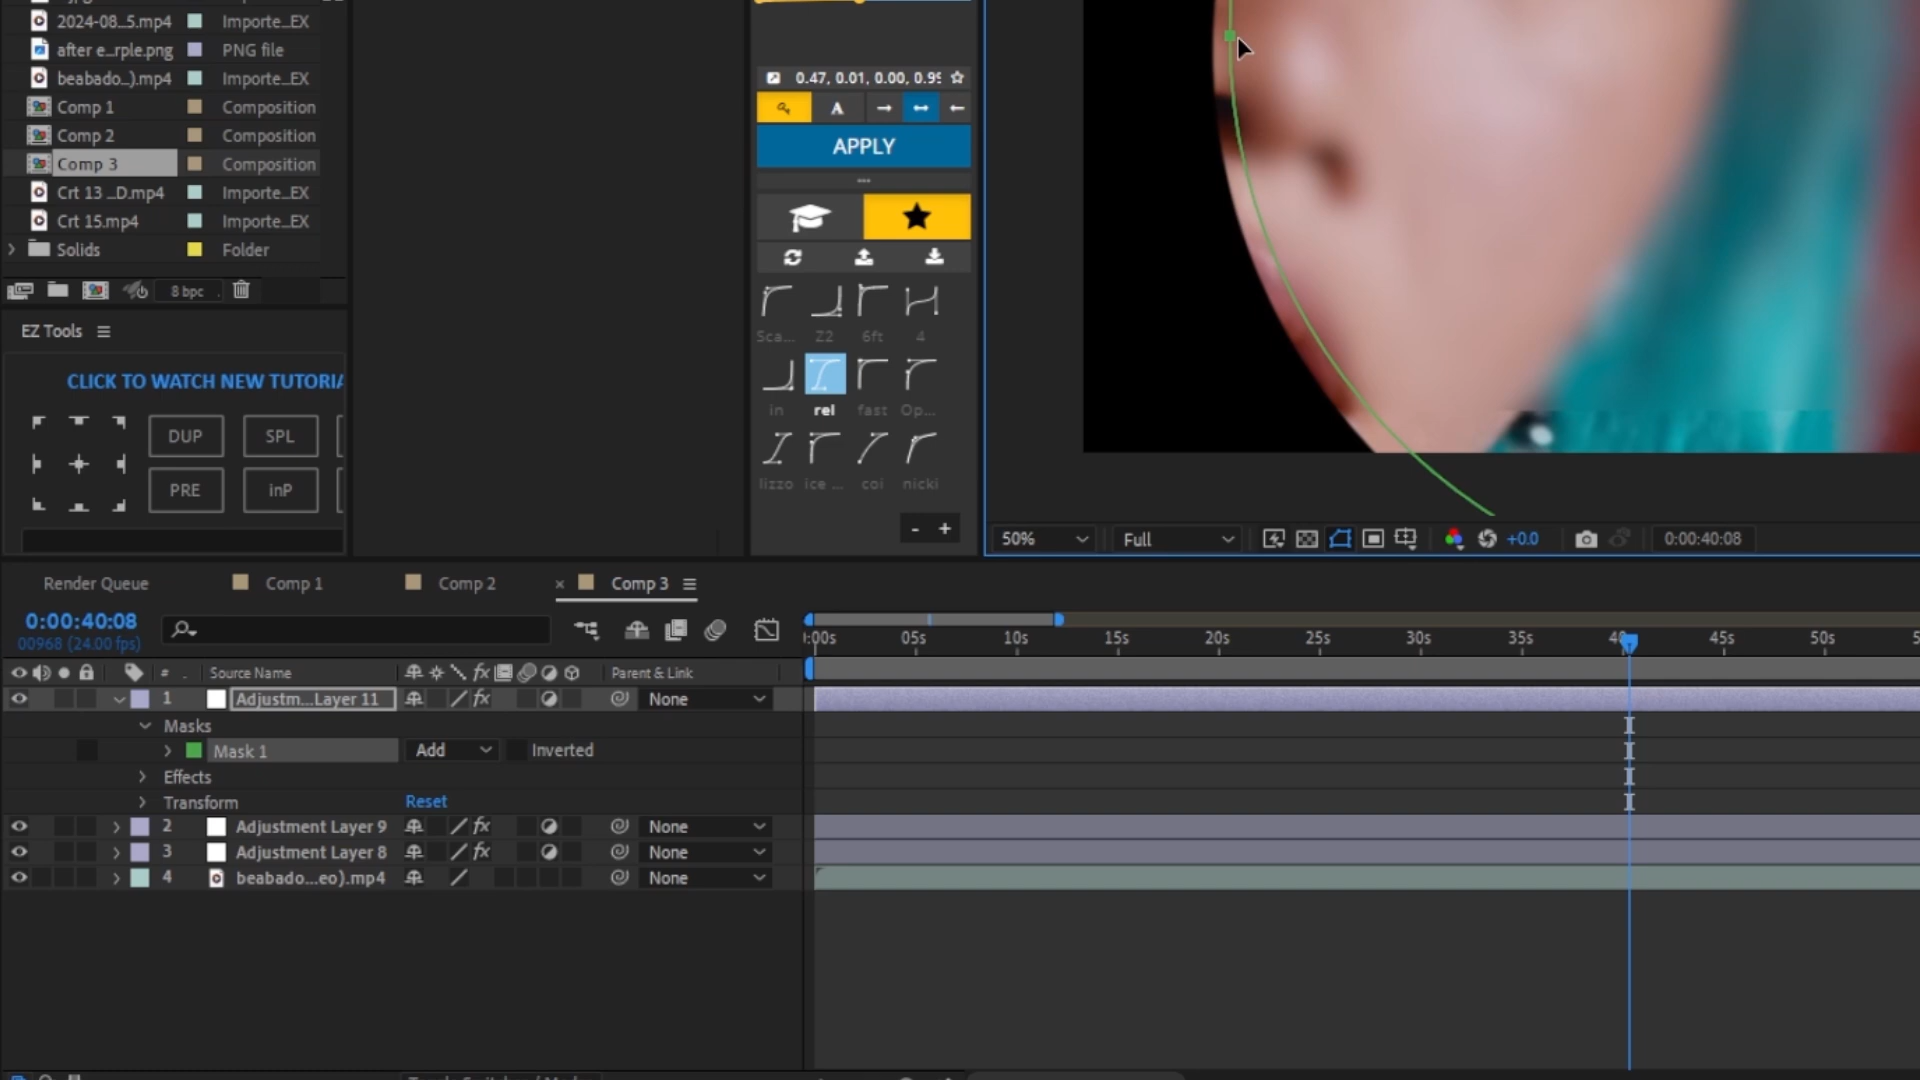 2024-08..5.mp4 Importe..EX
after e...rple.png PNG file
beabado...).mp4 Importe..EX
Comp 1 Composition
Comp 2 Composition
Comp 3 Composition
Crt 13 ...D.mp4 Importe..EX
Crt 15.mp4 Importe..EX
Solids Folder
8 bpc
EZ Tools
CLICK TO WATCH NEW TUTORIA
DUP SPL
PRE inP
0.47, 0.01, 0.00, 0.99
A
APPLY
...
Sca... Z2 6ft 4
in rel fast Op...
lizzo ice ... coi nicki
- +
50% Full +0.0 0:00:40:08
Render Queue Comp 1 Comp 2 × Comp 3
0:00:40:08
00968 (24.00 fps)
:00s 05s 10s 15s 20s 25s 30s 35s 40 45s 50s
# Source Name fx Parent & Link
1 Adjustm...Layer 11 fx None
Masks
Mask 1 Add Inverted
Effects
Transform Reset
2 Adjustment Layer 9 fx None
3 Adjustment Layer 8 fx None
4 beabado...eo).mp4 None